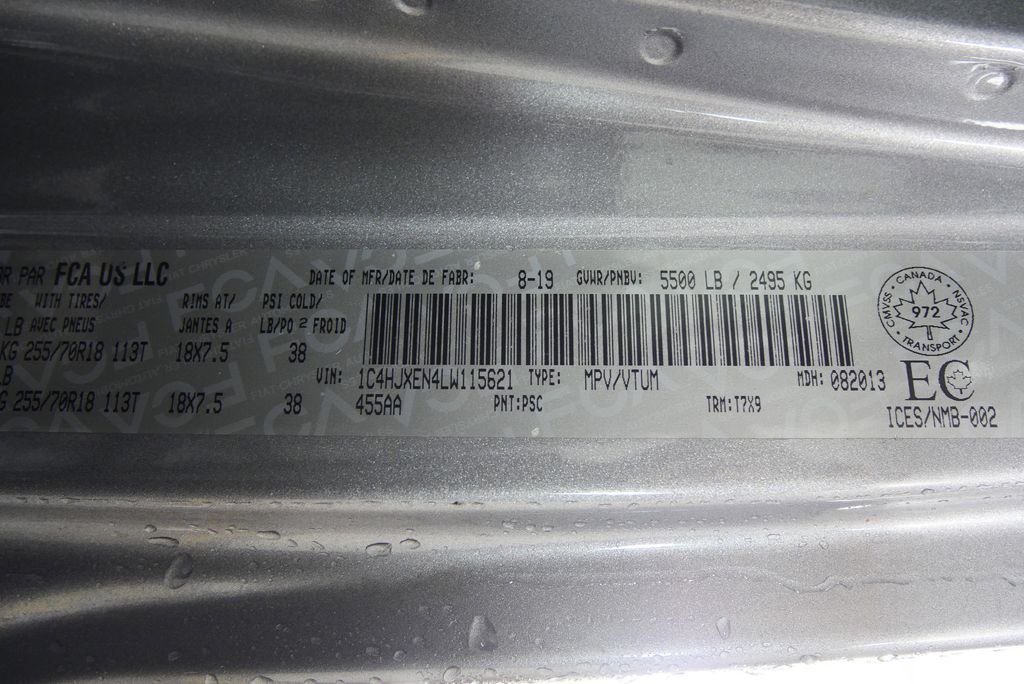 OR PAR FCA US LLC DATE OF MFR/DATE DE FABR: 8-19 GVWR/PNBV: 5500 LB / 2495 KG
WITH TIRES/ RIMS AT/ PSI COLD/
LB AVEC PNEUS JANTES A LB/PO 2 FROID
KG 255/70R18 113T 18X7.5 38
VIN: 1C4HJXEN4LW115621 TYPE: MPV/VTUM MDH: 082013
LB
G 255/70R18 113T 18X7.5 38 455AA PNT:PSC TRM:T7X9
CANADA
CMVSS 972 NSVAC
TRANSPORT
EC
ICES/NMB-002